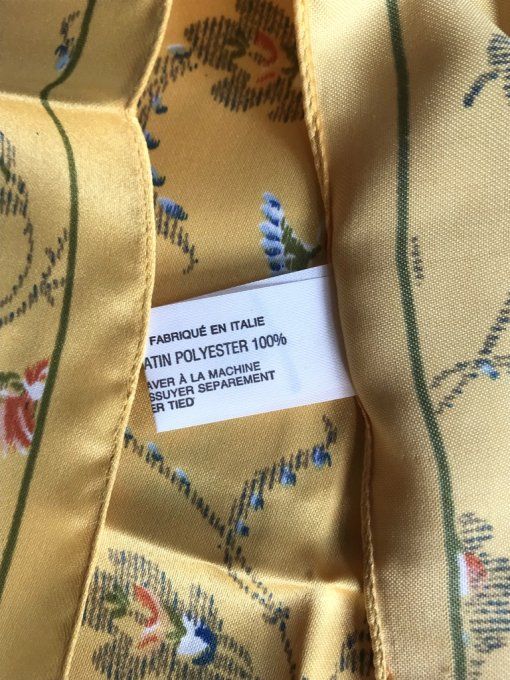 FABRIQUÉ EN ITALIE
ATIN POLYESTER 100%
AVER À LA MACHINE
SSUYER SEPAREMENT
ER TIED